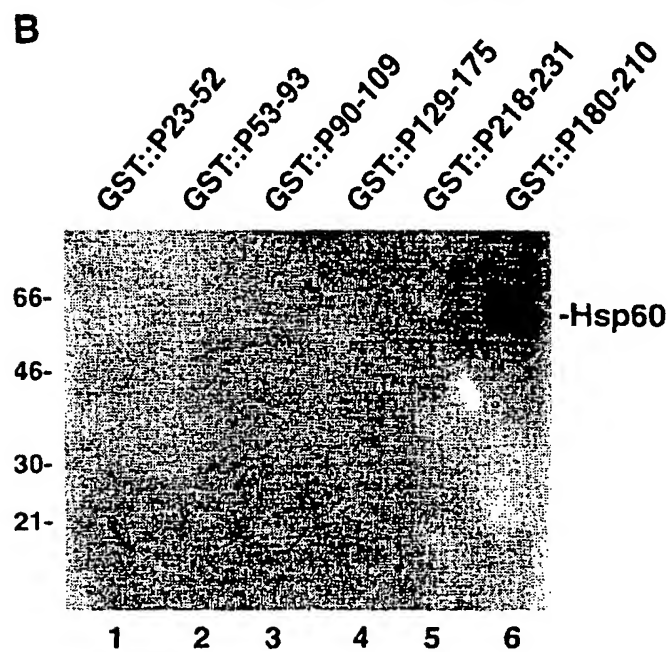 B
GST::P23-52
GST::P53-93
GST::P90-109
GST::P129-175
GST::P218-231
GST::P180-210
66-
-Hsp60
46-
30-
21-
1 2 3 4 5 6